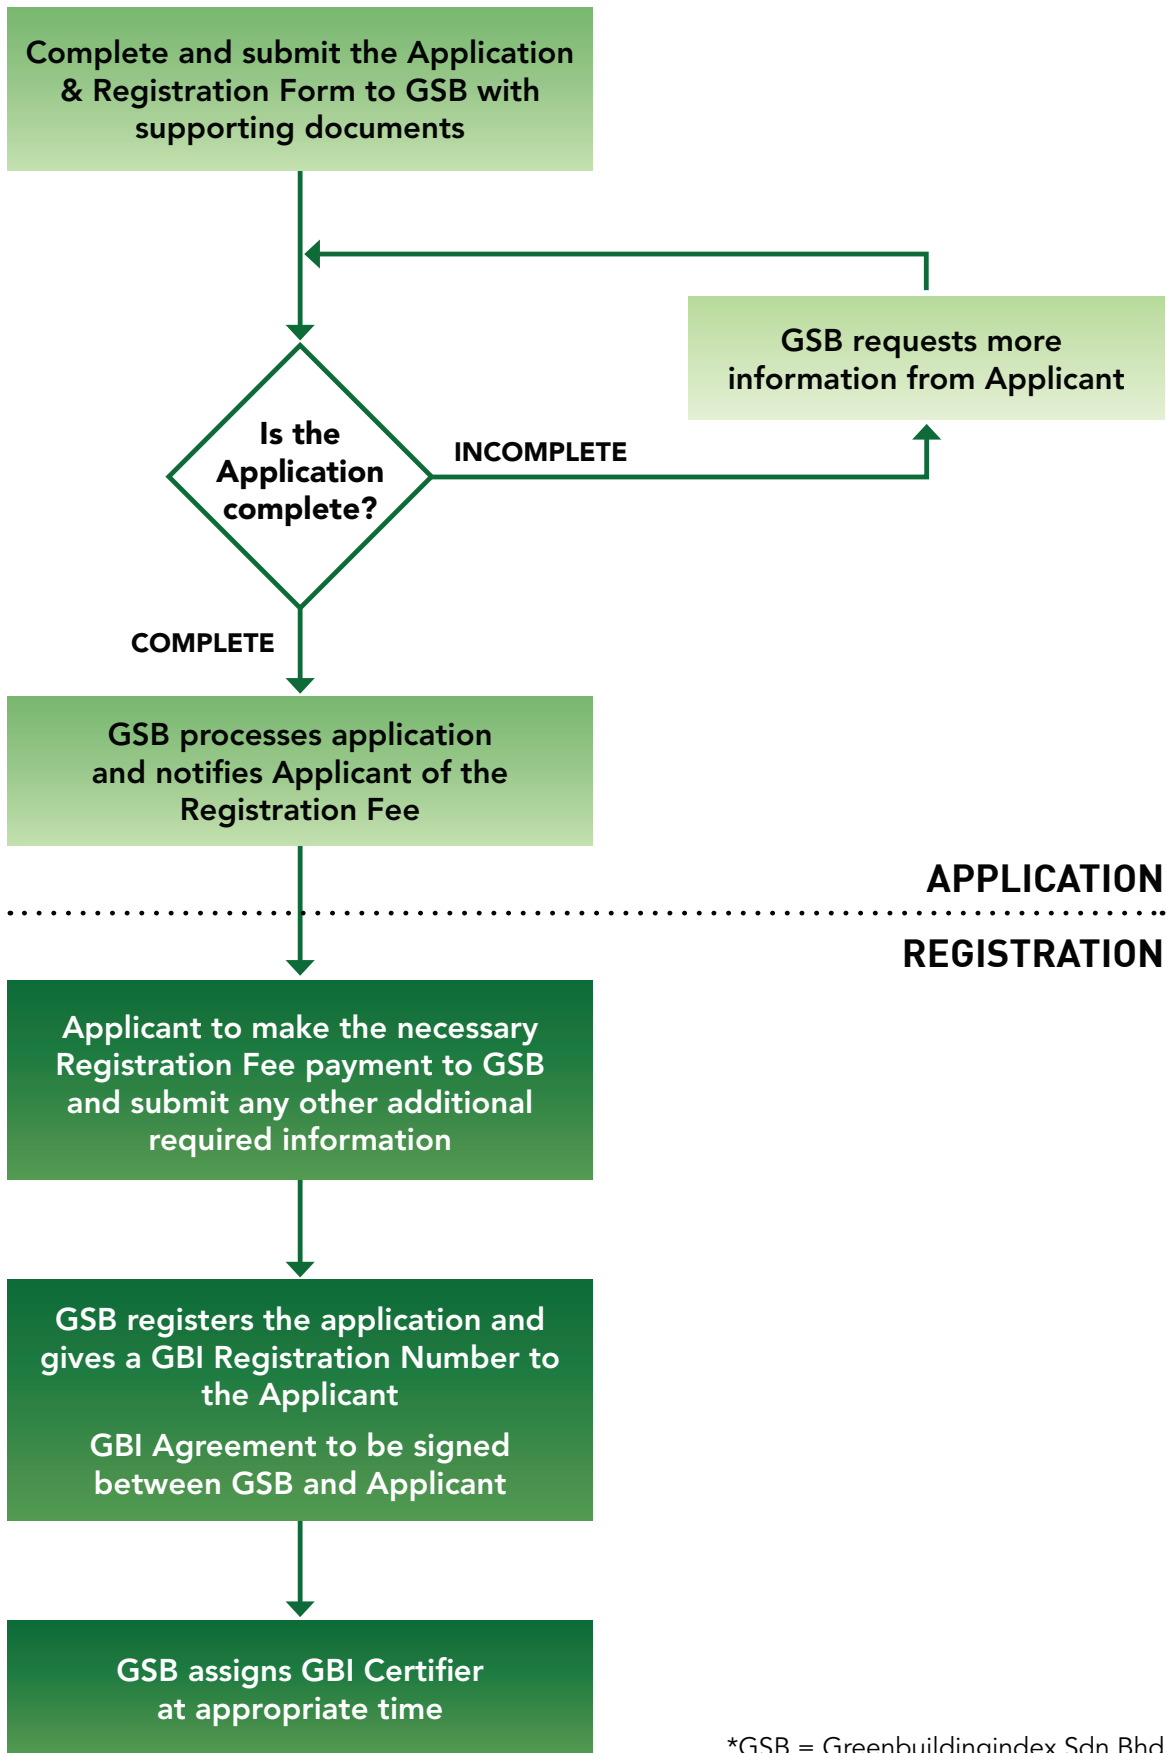 Complete and submit the Application
& Registration Form to GSB with
supporting documents
GSB requests more
information from Applicant
Is the
Application
complete?
INCOMPLETE
COMPLETE
GSB processes application
and notifies Applicant of the
Registration Fee
APPLICATION
REGISTRATION
Applicant to make the necessary
Registration Fee payment to GSB
and submit any other additional
required information
GSB registers the application and
gives a GBI Registration Number to
the Applicant
GBI Agreement to be signed
between GSB and Applicant
GSB assigns GBI Certifier
at appropriate time
*GSB = Greenbuildingindex Sdn Bhd